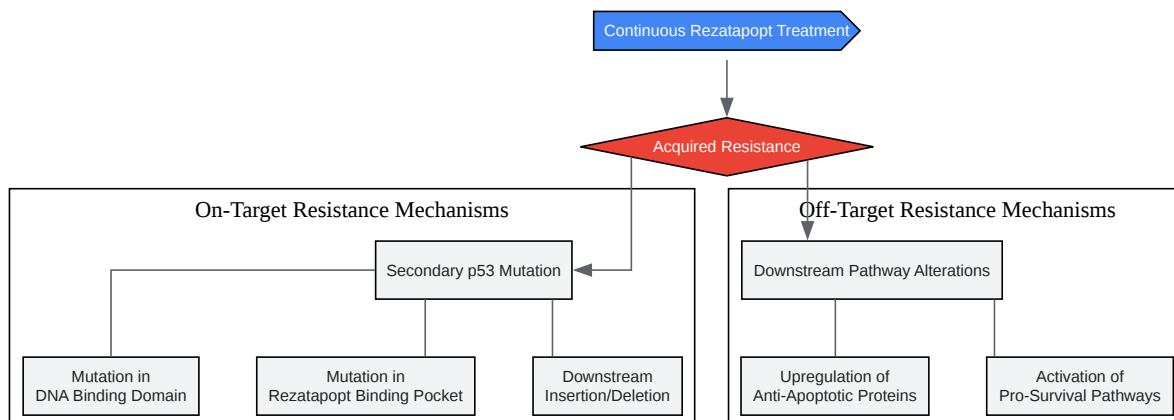 Continuous Rezatapopt Treatment
Acquired Resistance
On-Target Resistance Mechanisms
Off-Target Resistance Mechanisms
Secondary p53 Mutation
Downstream Pathway Alterations
Mutation in
DNA Binding Domain
Mutation in
Rezatapopt Binding Pocket
Downstream
Insertion/Deletion
Upregulation of
Anti-Apoptotic Proteins
Activation of
Pro-Survival Pathways